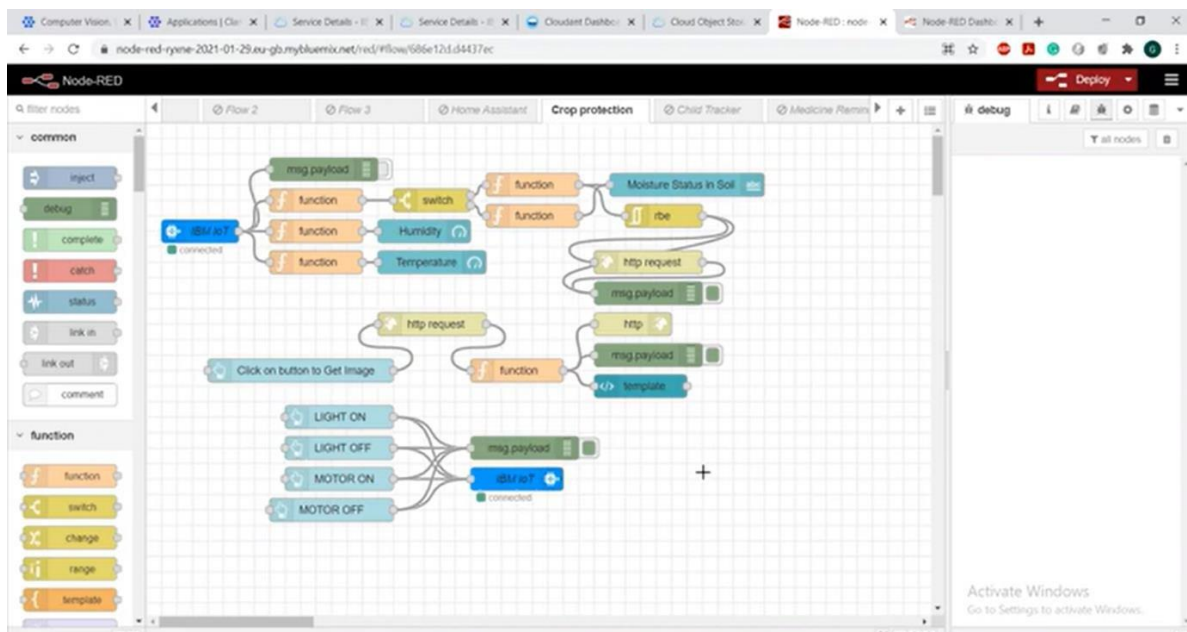 Computer Vision, \
Applications | Clar
Service Details - IE
Service Details - IE
Cloudant Dashbo
Cloud Object Stor
Node-RED : node-
Node-RED Dashb
node-red-ryxne-2021-01-29.eu-gb.mybluemix.net/red/#flow/686e12d.d4437ec
Node-RED
Deploy
filter nodes
Flow 2
Flow 3
Home Assistant
Crop protection
Child Tracker
Medicine Remin
debug
all nodes
common
inject
debug
complete
catch
status
link in
link out
comment
function
function
switch
change
range
template
msg.payload
function
switch
function
Moisture Status in Soil
abc
function
rbe
IBM IoT
connected
function
Humidity
function
Temperature
http request
msg.payload
http request
http
msg.payload
Click on button to Get Image
function
template
LIGHT ON
LIGHT OFF
msg.payload
MOTOR ON
IBM IoT
connected
MOTOR OFF
Activate Windows
Go to Settings to activate Windows.